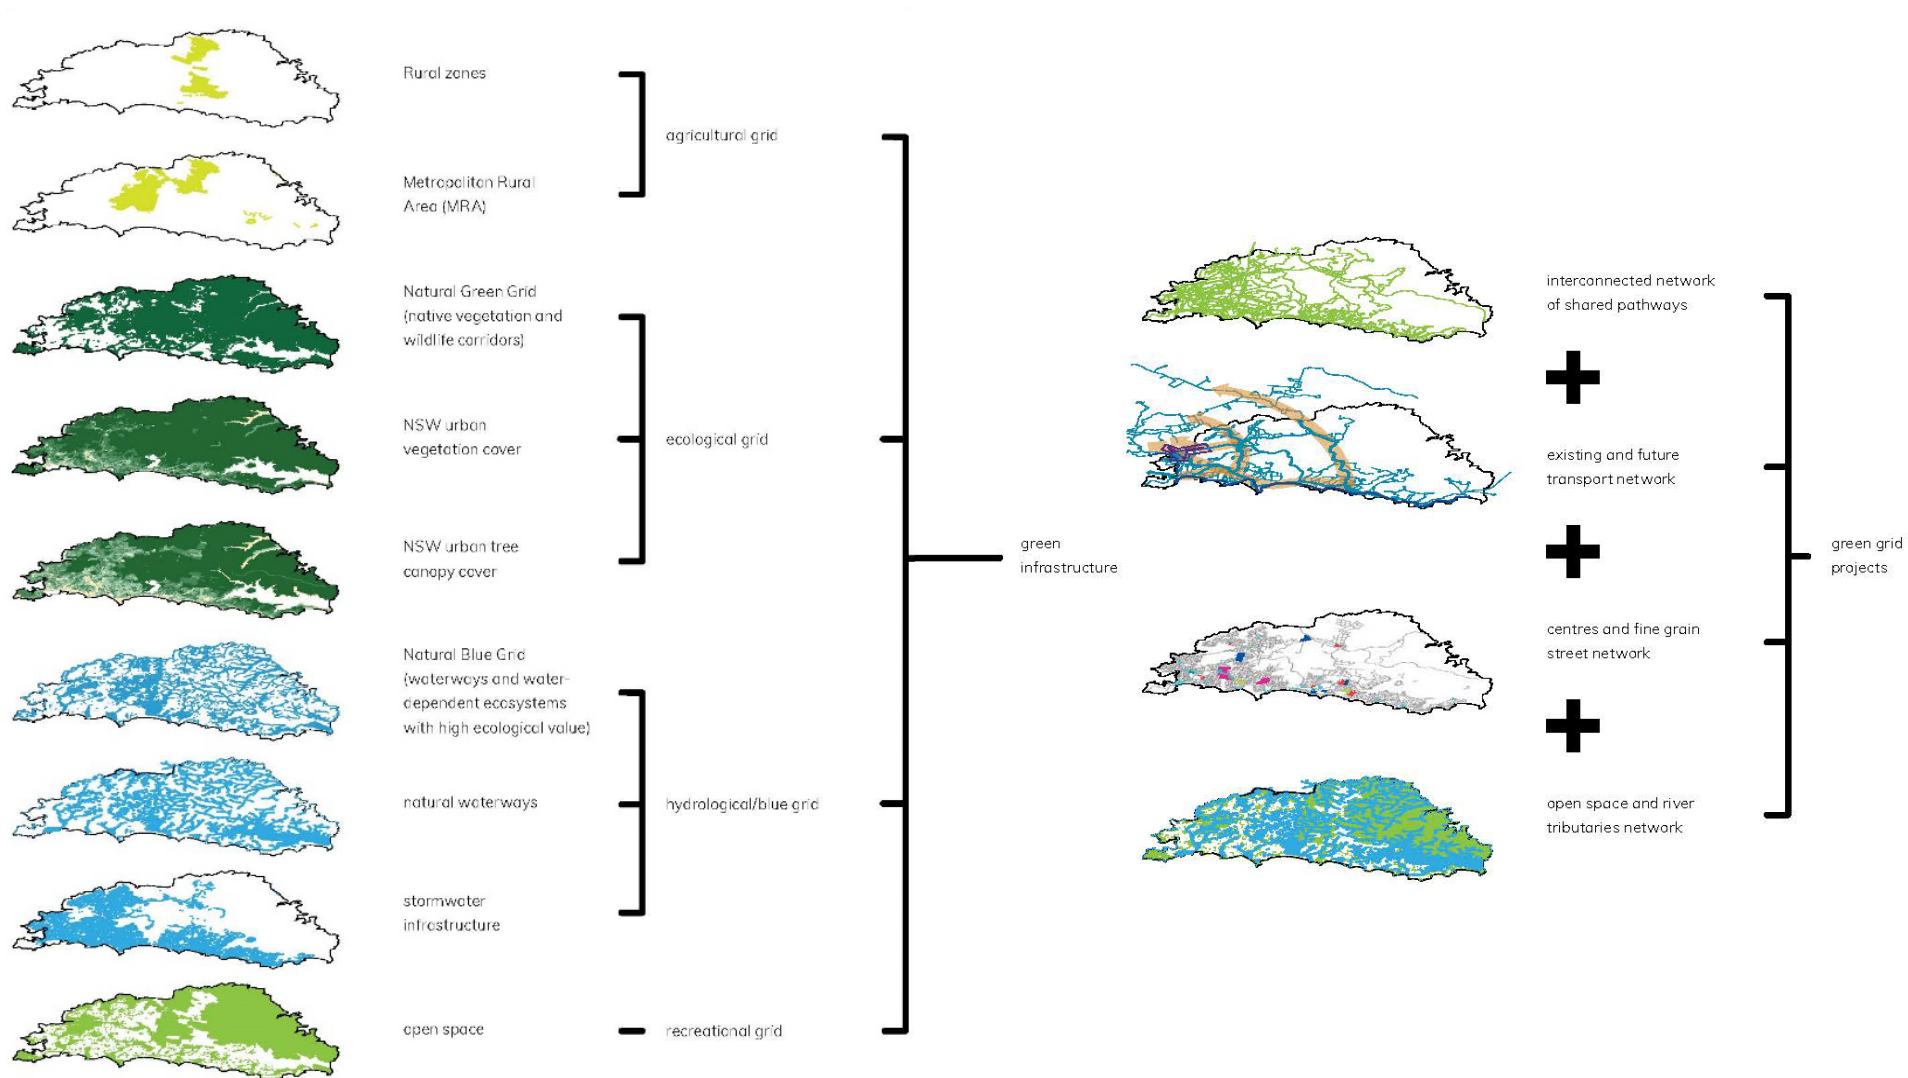 Rural zones
agricultural grid
Metropolitan Rural
Area (MRA)
Natural Green Grid
(native vegetation and
wildlife corridors)
NSW urban
vegetation cover
ecological grid
NSW urban tree
canopy cover
Natural Blue Grid
(waterways and water-
dependent ecosystems
with high ecological value)
natural waterways
hydrological/blue grid
stormwater
infrastructure
open space
recreational grid
green
infrastructure
interconnected network
of shared pathways
existing and future
transport network
centres and fine grain
street network
open space and river
tributaries network
green grid
projects